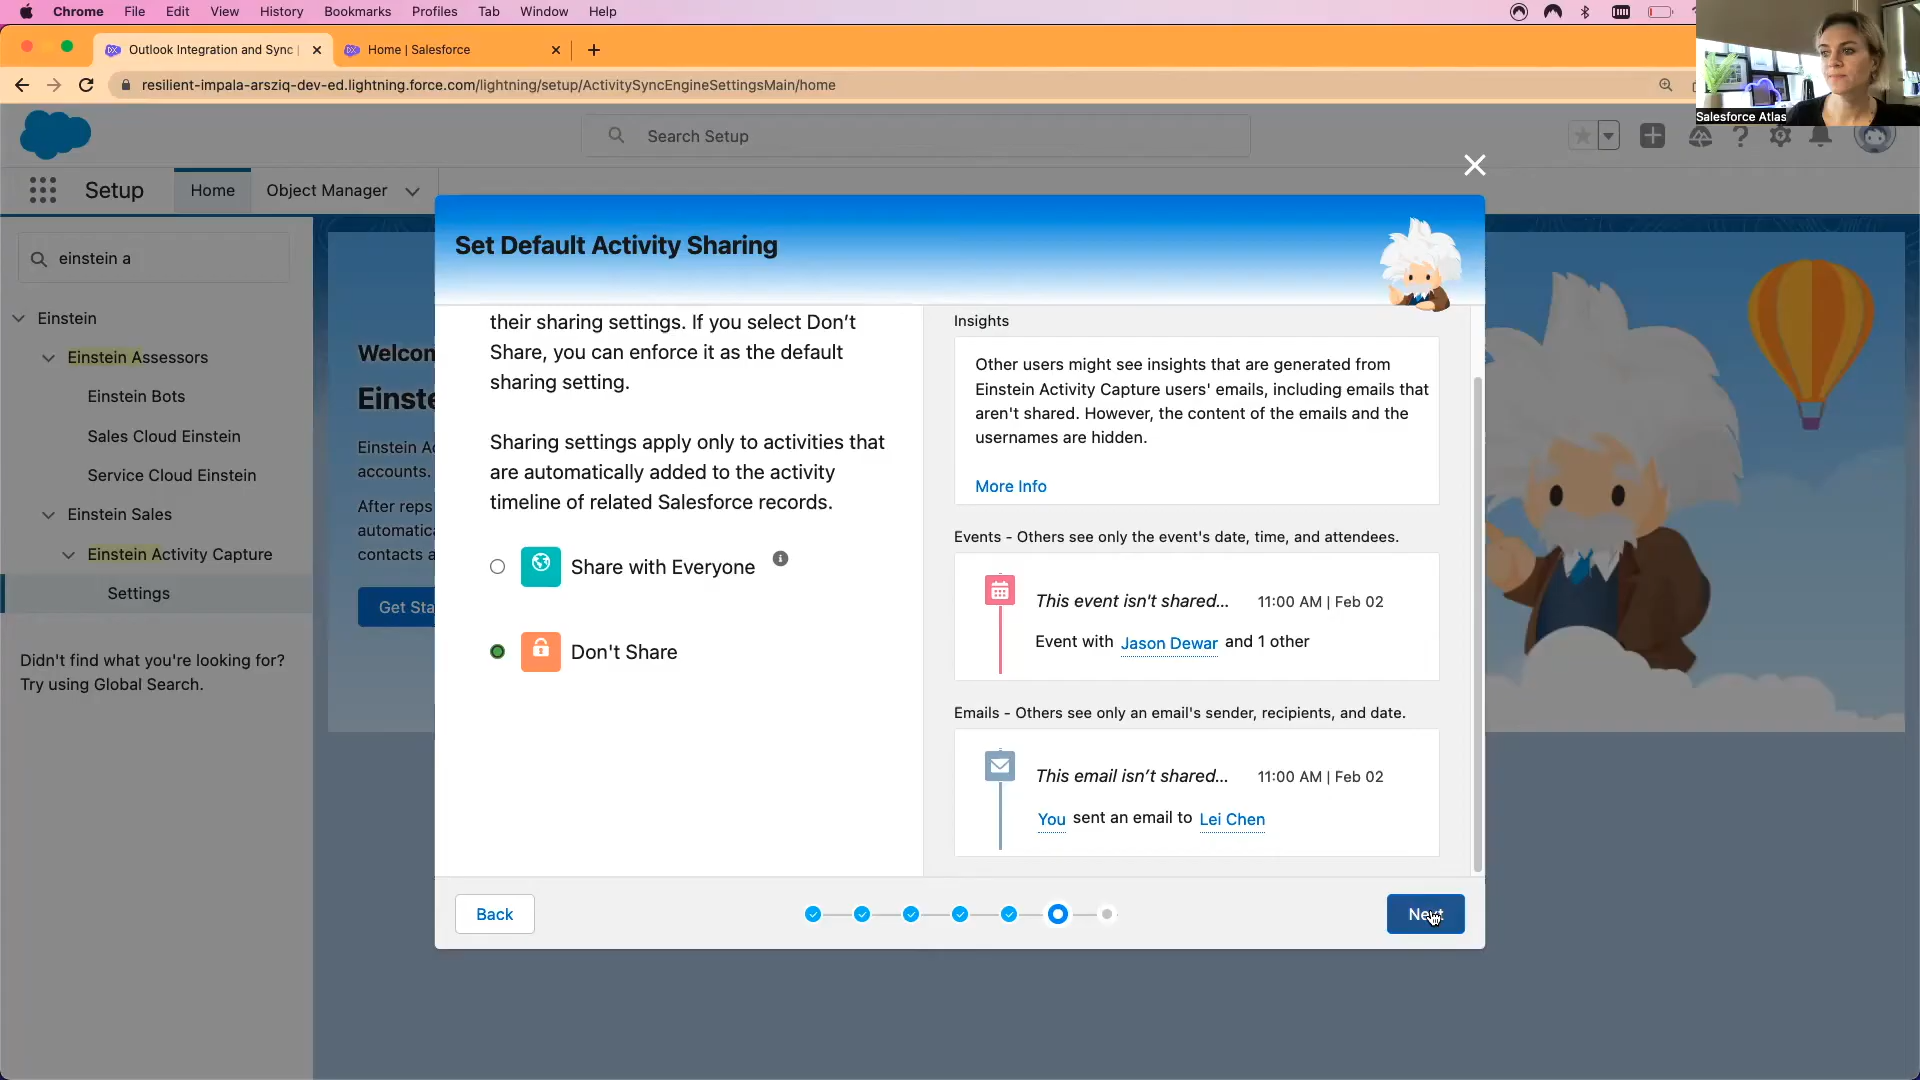 Chrome File Edit View History Bookmarks Profiles Tab Window Help
Outlook Integration and Sync
Home | Salesforce
resilient-impala-arsziq-dev-ed.lightning.force.com/lightning/setup/ActivitySyncEngineSettingsMain/home
Salesforce Atlas
Search Setup
Setup
Home
Object Manager
einstein a
Einstein
Einstein Assessors
Einstein Bots
Sales Cloud Einstein
Service Cloud Einstein
Einstein Sales
Einstein Activity Capture
Settings
Didn't find what you're looking for?
Try using Global Search.
Welcom
Einste
Einstein Ac
accounts.
After reps
automatica
contacts a
Get Sta
Set Default Activity Sharing
their sharing settings. If you select Don’t
Share, you can enforce it as the default
sharing setting.
Sharing settings apply only to activities that
are automatically added to the activity
timeline of related Salesforce records.
Share with Everyone
Don't Share
Insights
Other users might see insights that are generated from
Einstein Activity Capture users' emails, including emails that
aren't shared. However, the content of the emails and the
usernames are hidden.
More Info
Events - Others see only the event's date, time, and attendees.
This event isn't shared... 11:00 AM | Feb 02
Event with Jason Dewar and 1 other
Emails - Others see only an email's sender, recipients, and date.
This email isn’t shared... 11:00 AM | Feb 02
You sent an email to Lei Chen
Back
Next